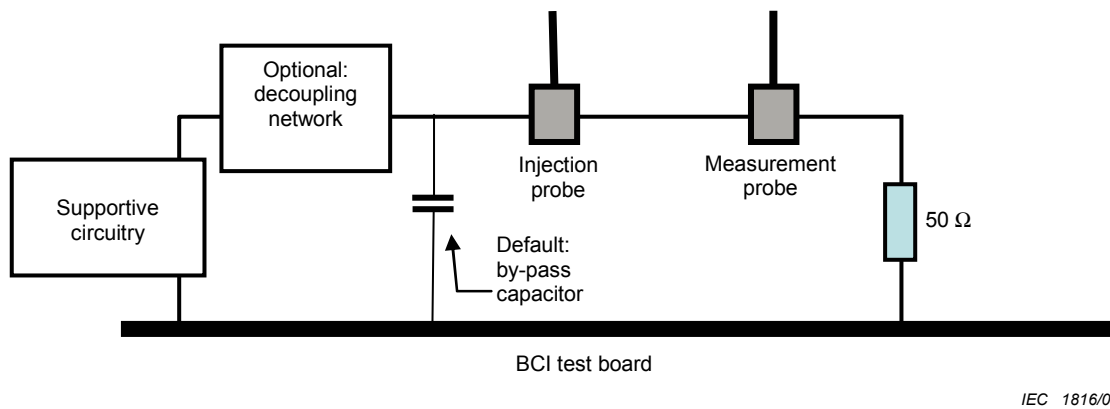 Optional:
decoupling
network
Supportive
circuitry
Injection
probe
Measurement
probe
Default:
by-pass
capacitor
50 Ω
BCI test board
IEC 1816/0